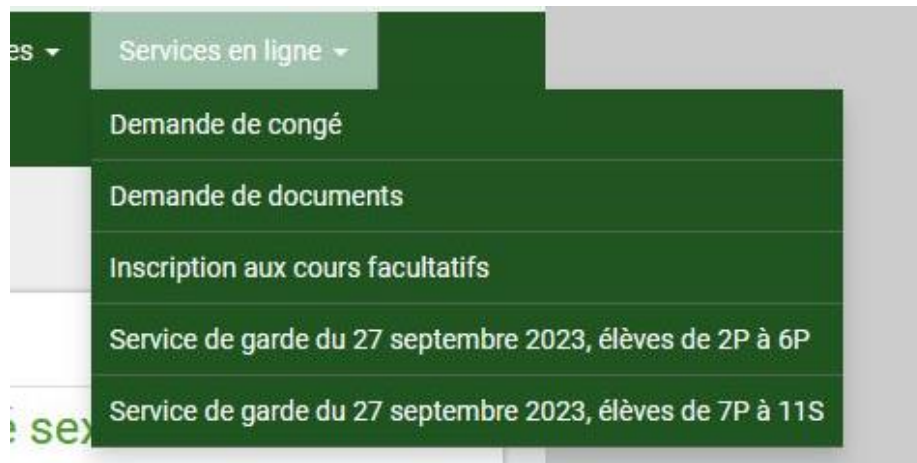 es Services en ligne
Demande de congé
Demande de documents
Inscription aux cours facultatifs
Service de garde du 27 septembre 2023, élèves de 2P à 6P
Service de garde du 27 septembre 2023, élèves de 7P à 11S